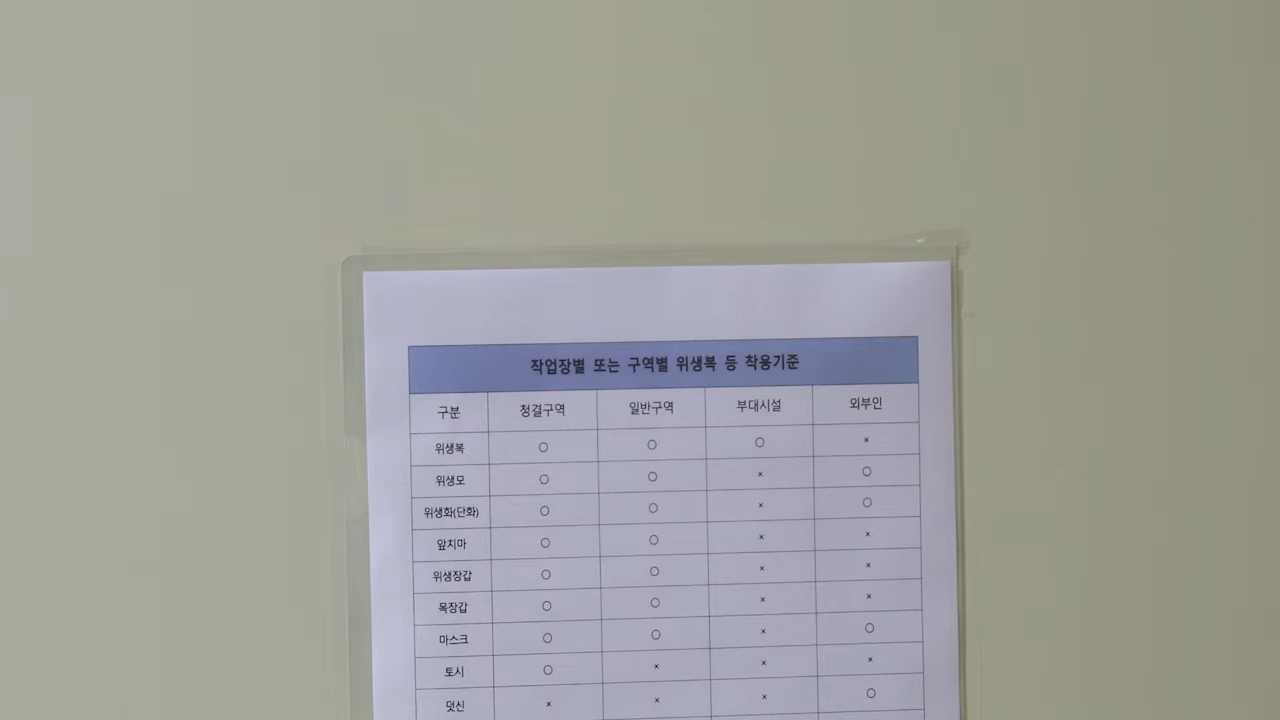 작업장별 또는 구역별 위생복 등 착용기준
구분 청결구역 일반구역 부대시설 외부인
위생복 ○ ○ ○ ×
위생모 ○ ○ × ○
위생화(단화) ○ ○ × ○
앞치마 ○ ○ × ×
위생장갑 ○ ○ × ×
목장갑 ○ ○ × ×
마스크 ○ ○ × ○
토시 ○ × × ×
덧신 × × × ○